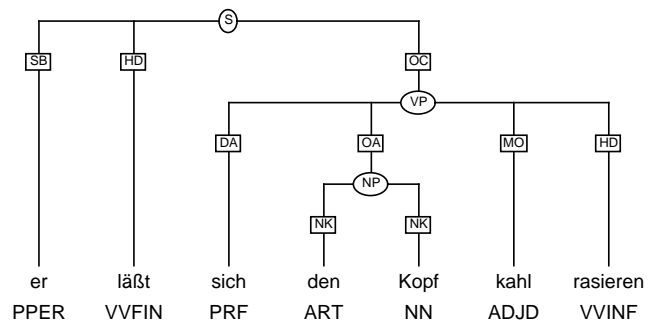 S
SB HD OC
VP
DA OA MO HD
NP
NK NK
er läßt sich den Kopf kahl rasieren
PPER VVFIN PRF ART NN ADJD VVINF